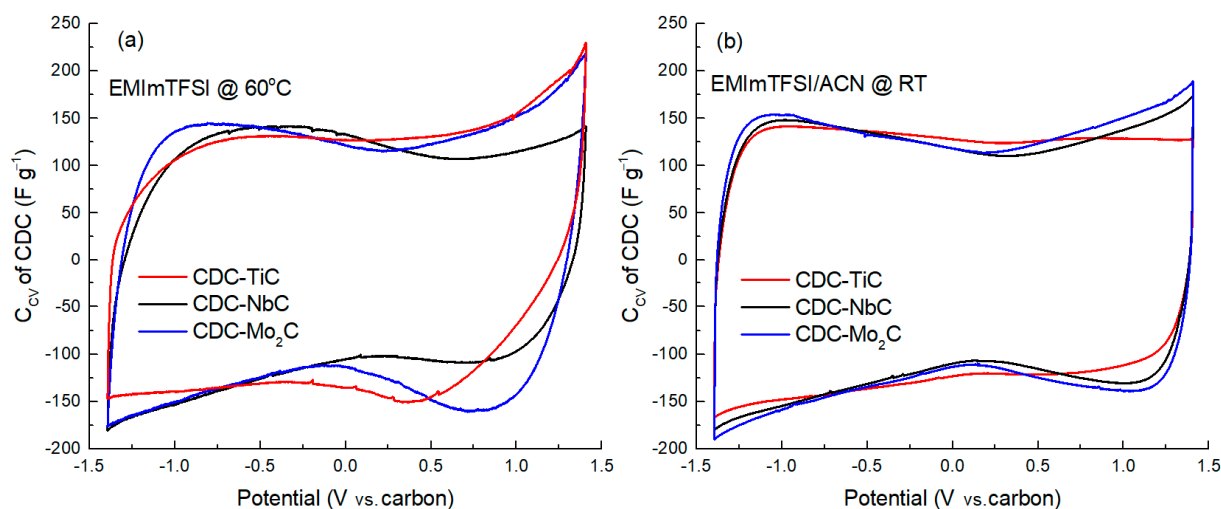 (a)
EMImTFSI @ 60°C
C_CV of CDC (F g⁻¹)
250
200
150
100
50
0
-50
-100
-150
-200
CDC-TiC
CDC-NbC
CDC-Mo₂C
-1.5 -1.0 -0.5 0.0 0.5 1.0 1.5
Potential (V vs. carbon)
(b)
EMImTFSI/ACN @ RT
C_CV of CDC (F g⁻¹)
250
200
150
100
50
0
-50
-100
-150
-200
CDC-TiC
CDC-NbC
CDC-Mo₂C
-1.5 -1.0 -0.5 0.0 0.5 1.0 1.5
Potential (V vs. carbon)